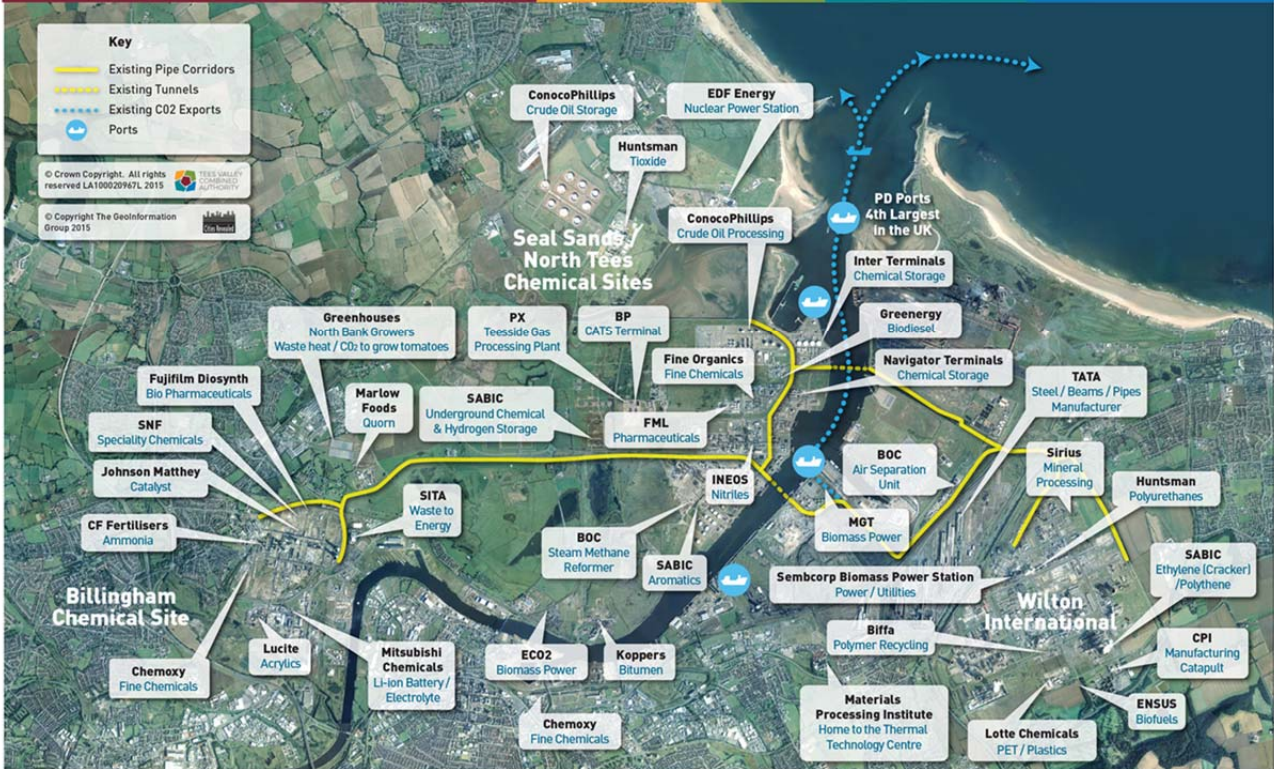 Key
Existing Pipe Corridors
Existing Tunnels
Existing C02 Exports
Ports
© Crown Copyright. All rights
reserved LA100020967L 2015
TEES VALLEY
COMBINED
AUTHORITY
© Copyright The GeoInformation
Group 2015
Cities Revealed
ConocoPhillips
Crude Oil Storage
EDF Energy
Nuclear Power Station
Huntsman
Tioxide
ConocoPhillips
Crude Oil Processing
PD Ports
4th Largest
in the UK
Seal Sands/
North Tees
Chemical Sites
Inter Terminals
Chemical Storage
Greenergy
Biodiesel
Navigator Terminals
Chemical Storage
Greenhouses
North Bank Growers
Waste heat / C02 to grow tomatoes
PX
Teesside Gas
Processing Plant
BP
CATS Terminal
Fine Organics
Fine Chemicals
Fujifilm Diosynth
Bio Pharmaceuticals
Marlow
Foods
Quorn
SABIC
Underground Chemical
& Hydrogen Storage
FML
Pharmaceuticals
TATA
Steel / Beams / Pipes
Manufacturer
SNF
Speciality Chemicals
Johnson Matthey
Catalyst
SITA
Waste to
Energy
INEOS
Nitriles
BOC
Air Separation
Unit
Sirius
Mineral
Processing
Huntsman
Polyurethanes
CF Fertilisers
Ammonia
BOC
Steam Methane
Reformer
SABIC
Aromatics
MGT
Biomass Power
Sembcorp Biomass Power Station
Power / Utilities
SABIC
Ethylene (Cracker)
/Polythene
Billingham
Chemical Site
Wilton
International
Biffa
Polymer Recycling
CPI
Manufacturing
Catapult
Chemoxy
Fine Chemicals
Lucite
Acrylics
Mitsubishi
Chemicals
Li-ion Battery /
Electrolyte
ECO2
Biomass Power
Koppers
Bitumen
Chemoxy
Fine Chemicals
Materials
Processing Institute
Home to the Thermal
Technology Centre
Lotte Chemicals
PET / Plastics
ENSUS
Biofuels